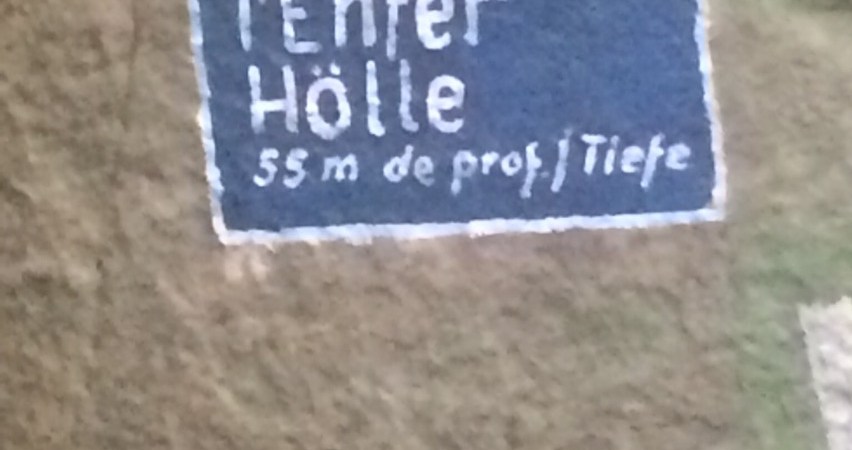 l'Enfer
Hölle
55 m de prof. / Tiefe